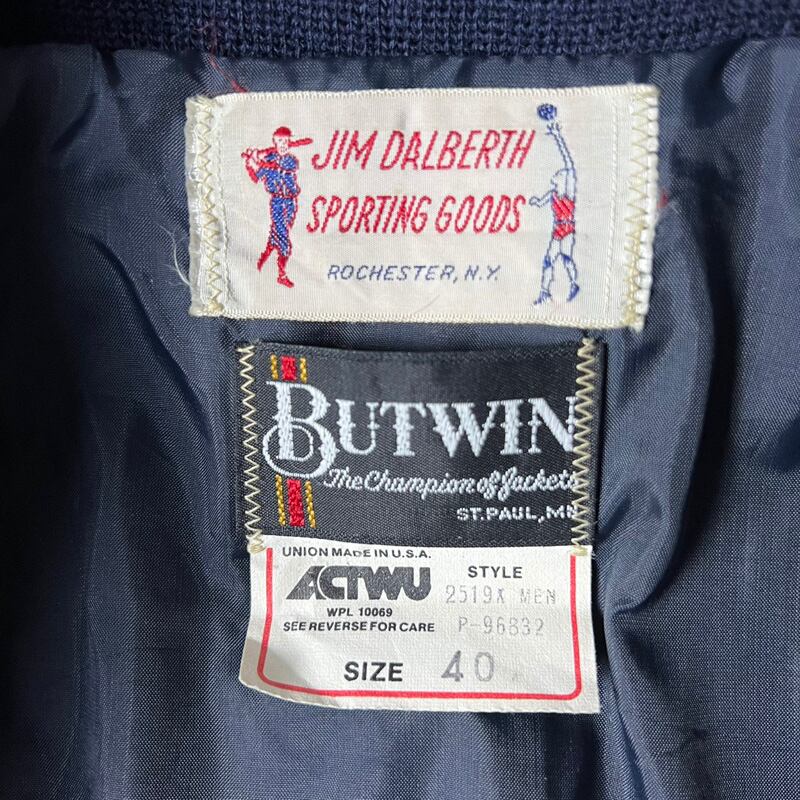 JIM DALBERTH
SPORTING GOODS
ROCHESTER, N.Y.
BUTWIN
The Champion of Jackets
ST. PAUL, MN
UNION MADE IN U.S.A.
ACTWU
WPL 10069
SEE REVERSE FOR CARE
STYLE
2519X MEN
P-96832
SIZE 40